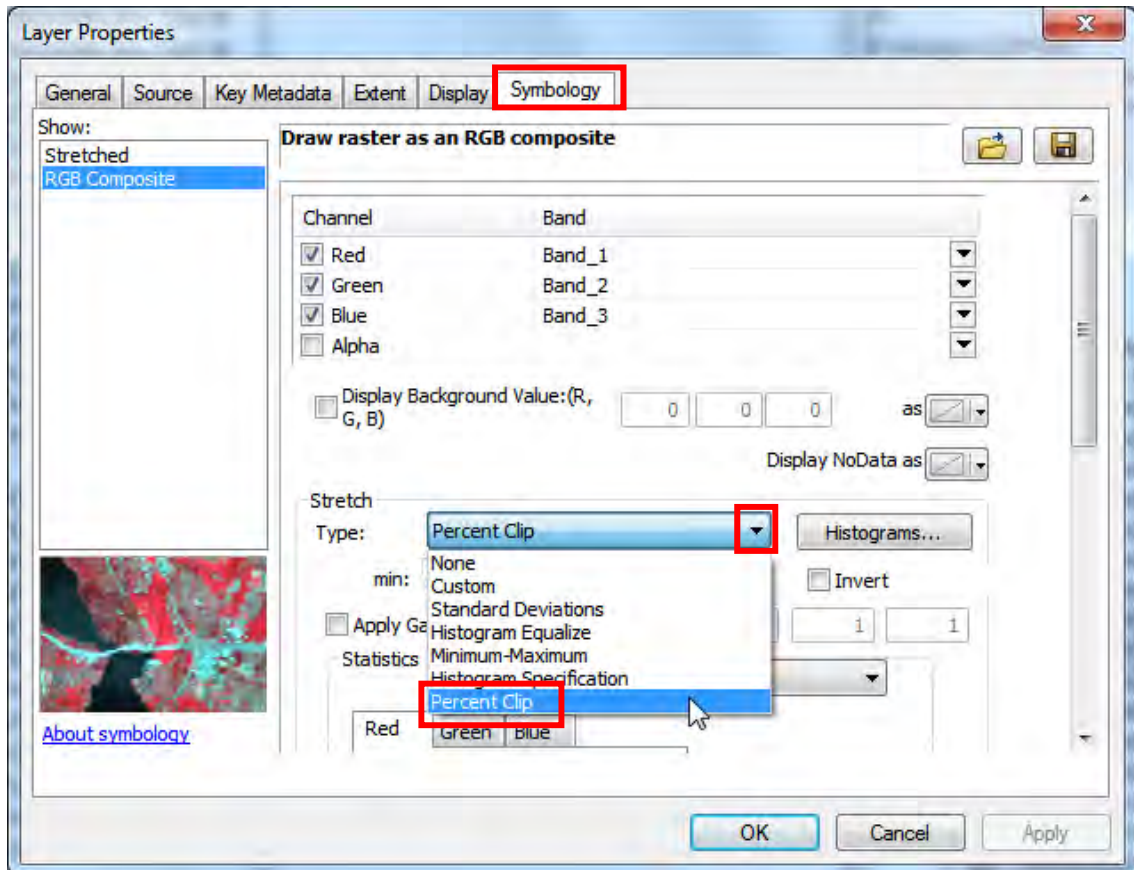 Layer Properties
General Source Key Metadata Extent Display Symbology
Show:
Stretched
RGB Composite
Draw raster as an RGB composite
Channel Band
Red Band_1
Green Band_2
Blue Band_3
Alpha
Display Background Value:(R, G, B) 0 0 0 as
Display NoData as
Stretch
Type: Percent Clip Histograms...
None
min: Custom Invert
Standard Deviations
Apply Ga Histogram Equalize 1 1
Statistics Minimum-Maximum
Histogram Specification
Percent Clip
Red Green Blue
About symbology
OK Cancel Apply